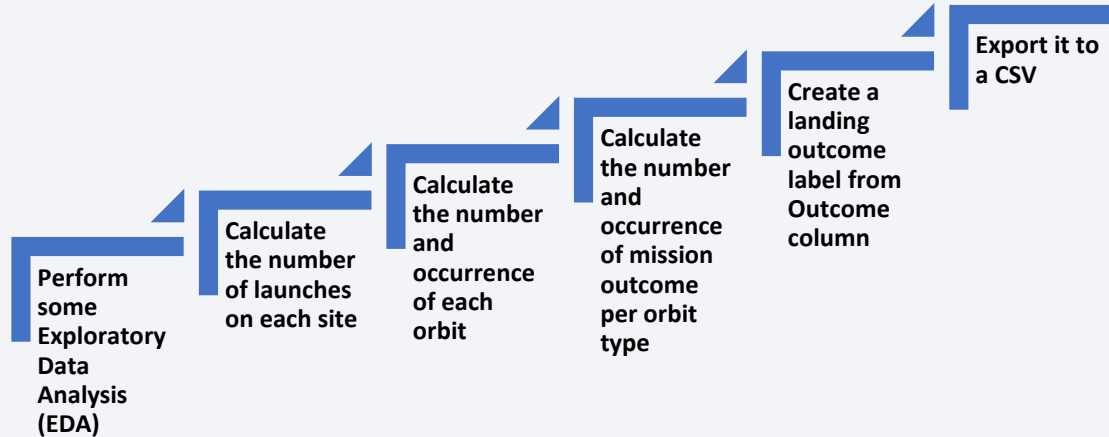 Perform
some
Exploratory
Data
Analysis
(EDA)
Calculate
the number
of launches
on each site
Calculate
the number
and
occurrence
of each
orbit
Calculate
the number
and
occurrence
of mission
outcome
per orbit
type
Create a
landing
outcome
label from
Outcome
column
Export it to
a CSV